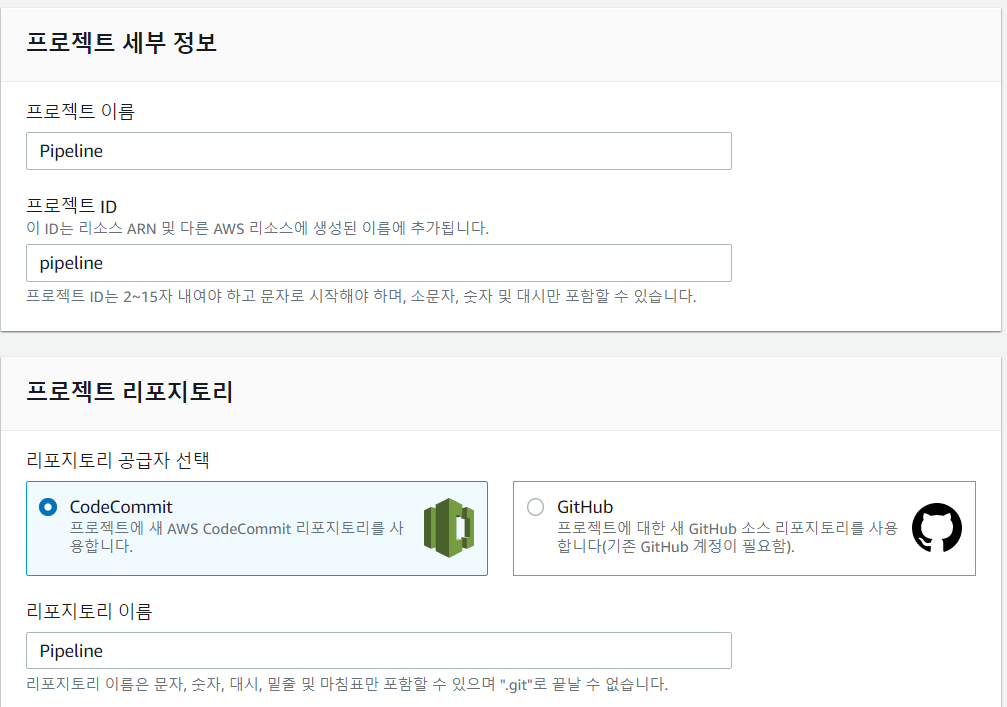 프로젝트 세부 정보
프로젝트 이름
Pipeline
프로젝트 ID
이 ID는 리소스 ARN 및 다른 AWS 리소스에 생성된 이름에 추가됩니다.
pipeline
프로젝트 ID는 2~15자 내여야 하고 문자로 시작해야 하며, 소문자, 숫자 및 대시만 포함할 수 있습니다.
프로젝트 리포지토리
리포지토리 공급자 선택
CodeCommit
프로젝트에 새 AWS CodeCommit 리포지토리를 사
용합니다.
GitHub
프로젝트에 대한 새 GitHub 소스 리포지토리를 사용
합니다(기존 GitHub 계정이 필요함).
리포지토리 이름
Pipeline
리포지토리 이름은 문자, 숫자, 대시, 밑줄 및 마침표만 포함할 수 있으며 ".git"로 끝날 수 없습니다.